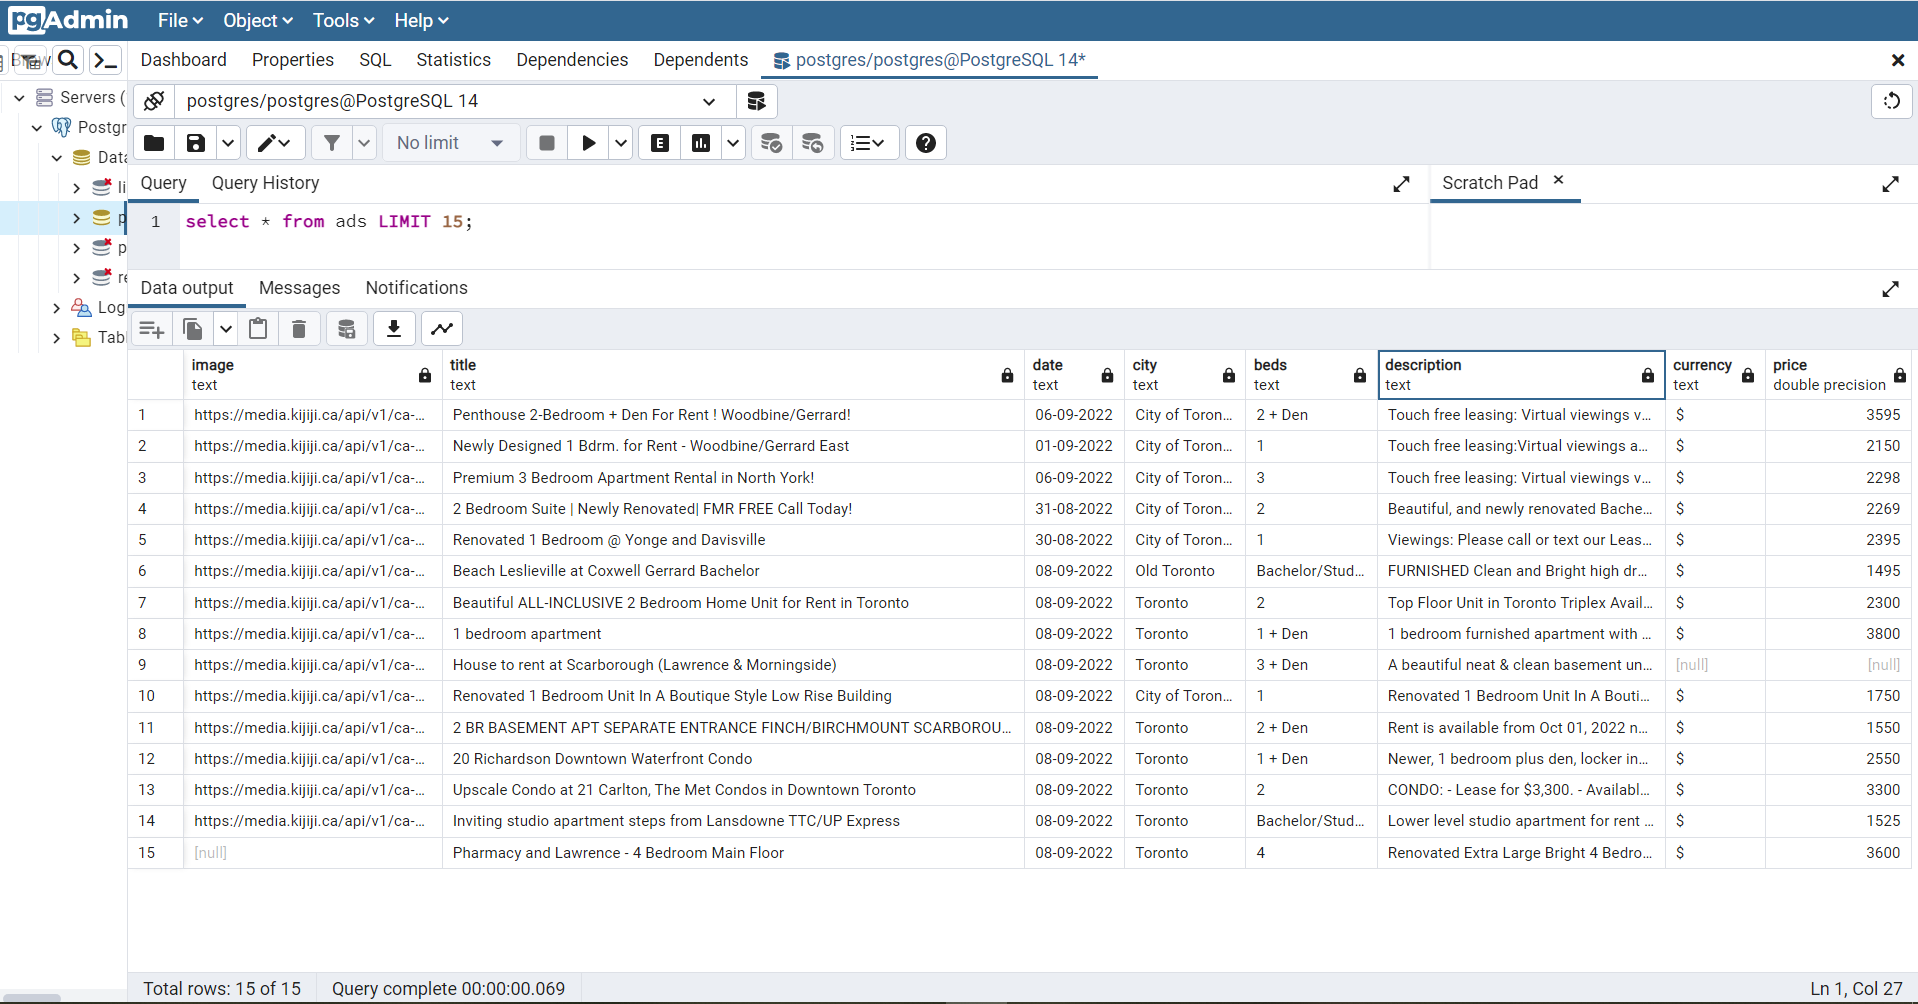 pgAdmin File Object Tools Help
Brow
Dashboard Properties SQL Statistics Dependencies Dependents postgres/postgres@PostgreSQL 14*
Servers (
Postgr
Data
li
p
p
re
Log
Tabl
postgres/postgres@PostgreSQL 14
No limit
E
Query Query History
Scratch Pad
1 select * from ads LIMIT 15;
Data output Messages Notifications
image title date city beds description currency price
text text text text text text text double precision
1 https://media.kijiji.ca/api/v1/ca-... Penthouse 2-Bedroom + Den For Rent ! Woodbine/Gerrard! 06-09-2022 City of Toron... 2 + Den Touch free leasing: Virtual viewings v... $ 3595
2 https://media.kijiji.ca/api/v1/ca-... Newly Designed 1 Bdrm. for Rent - Woodbine/Gerrard East 01-09-2022 City of Toron... 1 Touch free leasing:Virtual viewings a... $ 2150
3 https://media.kijiji.ca/api/v1/ca-... Premium 3 Bedroom Apartment Rental in North York! 06-09-2022 City of Toron... 3 Touch free leasing: Virtual viewings v... $ 2298
4 https://media.kijiji.ca/api/v1/ca-... 2 Bedroom Suite | Newly Renovated| FMR FREE Call Today! 31-08-2022 City of Toron... 2 Beautiful, and newly renovated Bache... $ 2269
5 https://media.kijiji.ca/api/v1/ca-... Renovated 1 Bedroom @ Yonge and Davisville 30-08-2022 City of Toron... 1 Viewings: Please call or text our Leas... $ 2395
6 https://media.kijiji.ca/api/v1/ca-... Beach Leslieville at Coxwell Gerrard Bachelor 08-09-2022 Old Toronto Bachelor/Stud... FURNISHED Clean and Bright high dr... $ 1495
7 https://media.kijiji.ca/api/v1/ca-... Beautiful ALL-INCLUSIVE 2 Bedroom Home Unit for Rent in Toronto 08-09-2022 Toronto 2 Top Floor Unit in Toronto Triplex Avail... $ 2300
8 https://media.kijiji.ca/api/v1/ca-... 1 bedroom apartment 08-09-2022 Toronto 1 + Den 1 bedroom furnished apartment with ... $ 3800
9 https://media.kijiji.ca/api/v1/ca-... House to rent at Scarborough (Lawrence & Morningside) 08-09-2022 Toronto 3 + Den A beautiful neat & clean basement un... [null] [null]
10 https://media.kijiji.ca/api/v1/ca-... Renovated 1 Bedroom Unit In A Boutique Style Low Rise Building 08-09-2022 City of Toron... 1 Renovated 1 Bedroom Unit In A Bouti... $ 1750
11 https://media.kijiji.ca/api/v1/ca-... 2 BR BASEMENT APT SEPARATE ENTRANCE FINCH/BIRCHMOUNT SCARBOROU... 08-09-2022 Toronto 2 + Den Rent is available from Oct 01, 2022 n... $ 1550
12 https://media.kijiji.ca/api/v1/ca-... 20 Richardson Downtown Waterfront Condo 08-09-2022 Toronto 1 + Den Newer, 1 bedroom plus den, locker in... $ 2550
13 https://media.kijiji.ca/api/v1/ca-... Upscale Condo at 21 Carlton, The Met Condos in Downtown Toronto 08-09-2022 Toronto 2 CONDO: - Lease for $3,300. - Availabl... $ 3300
14 https://media.kijiji.ca/api/v1/ca-... Inviting studio apartment steps from Lansdowne TTC/UP Express 08-09-2022 Toronto Bachelor/Stud... Lower level studio apartment for rent ... $ 1525
15 [null] Pharmacy and Lawrence - 4 Bedroom Main Floor 08-09-2022 Toronto 4 Renovated Extra Large Bright 4 Bedro... $ 3600
Total rows: 15 of 15 Query complete 00:00:00.069 Ln 1, Col 27